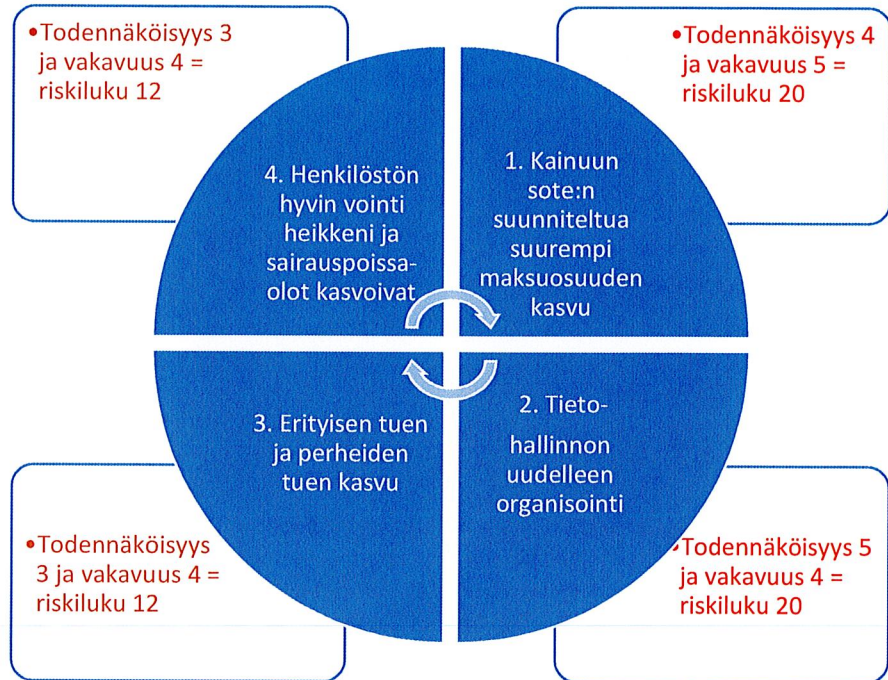 •Todennäköisyys 3
ja vakavuus 4 =
riskiluku 12
•Todennäköisyys 4
ja vakavuus 5 =
riskiluku 20
4. Henkilöstön
hyvin vointi
heikkeni ja
sairauspoissa-
olot kasvoivat
1. Kainuun
sote:n
suunniteltua
suurempi
maksuosuuden
kasvu
3. Erityisen tuen
ja perheiden
tuen kasvu
2. Tieto-
hallinnon
uudelleen
organisointi
•Todennäköisyys
3 ja vakavuus 4 =
riskiluku 12
•Todennäköisyys 5
ja vakavuus 4 =
riskiluku 20